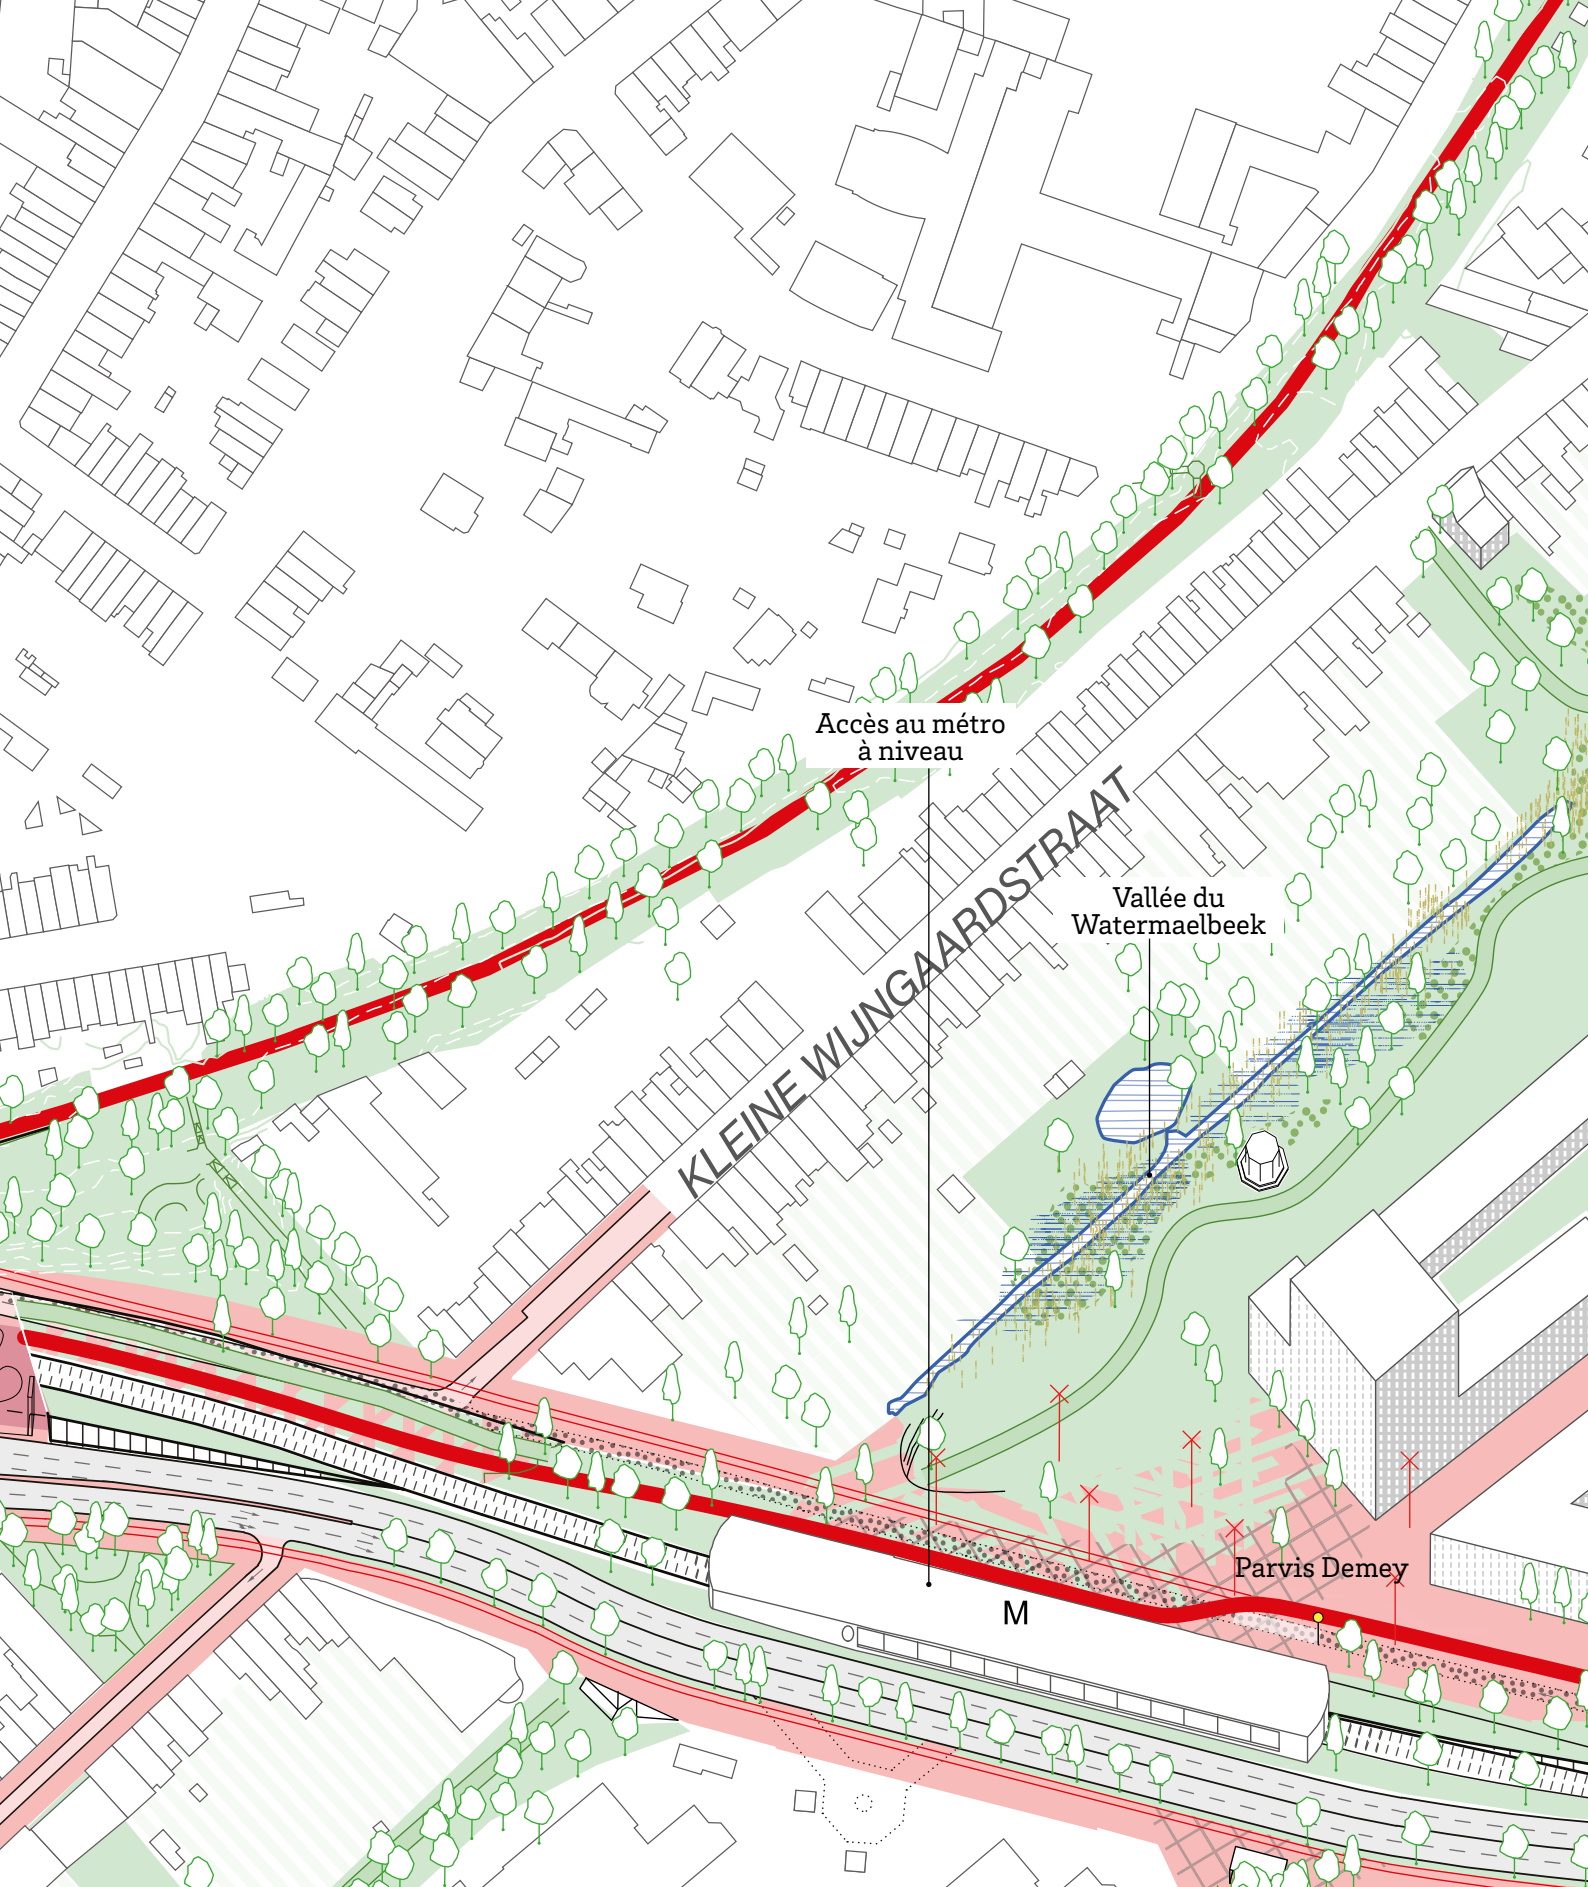 Accès au métro
à niveau
KLEINE WIJNGAARDSTRAAT
Vallée du
Watermaelbeek
Parvis Demey
M